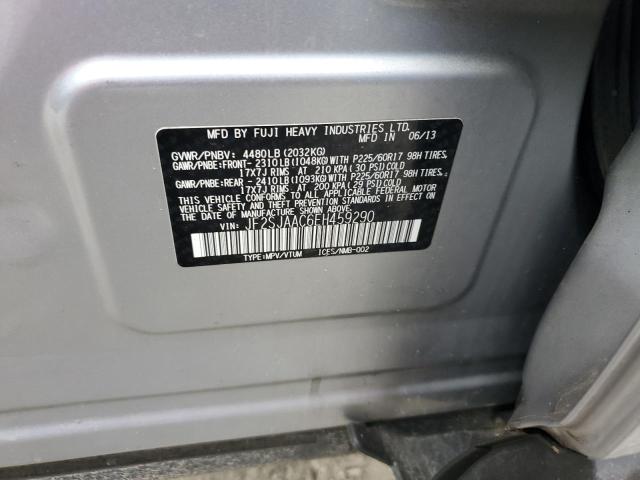 MFD BY FUJI HEAVY INDUSTRIES LTD.
MFD IN 06/13
GVWR/PNBV: 4480LB (2032KG)
GAWR/PNBE:FRONT- 2310LB (1048KG) WITH P225/60R17 98H TIRES,
17X7J RIMS AT 210 KPA (30 PSI) COLD
GAWR/PNBE:REAR - 2410LB (1093KG) WITH P225/60R17 98H TIRES,
17X7J RIMS AT 200 KPA (29 PSI) COLD
THIS VEHICLE CONFORMS TO ALL APPLICABLE FEDERAL MOTOR
VEHICLE SAFETY AND THEFT PREVENTION STANDARDS IN EFFECT ON
THE DATE OF MANUFACTURE SHOWN ABOVE.
VIN: JF2SJAAC6EH459290
TYPE:MPV/VTUM ICES/NMB-002